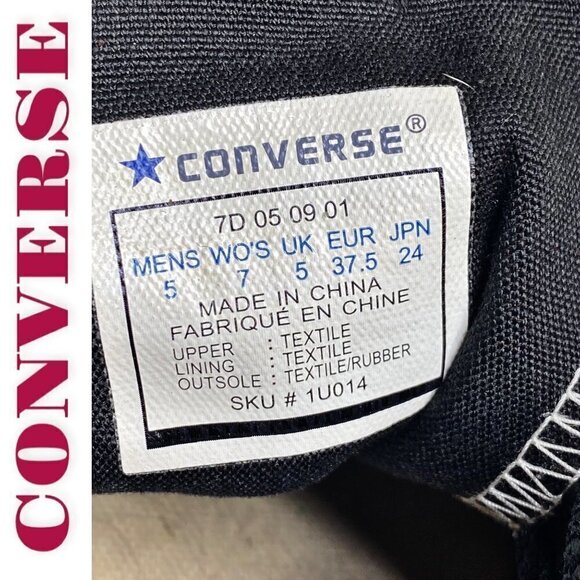 CONVERSE
CONVERSE®
7D 05 09 01
MENS WO'S UK EUR JPN
5 7 5 37.5 24
MADE IN CHINA
FABRIQUÉ EN CHINE
UPPER : TEXTILE
LINING : TEXTILE
OUTSOLE : TEXTILE/RUBBER
SKU # 1U014